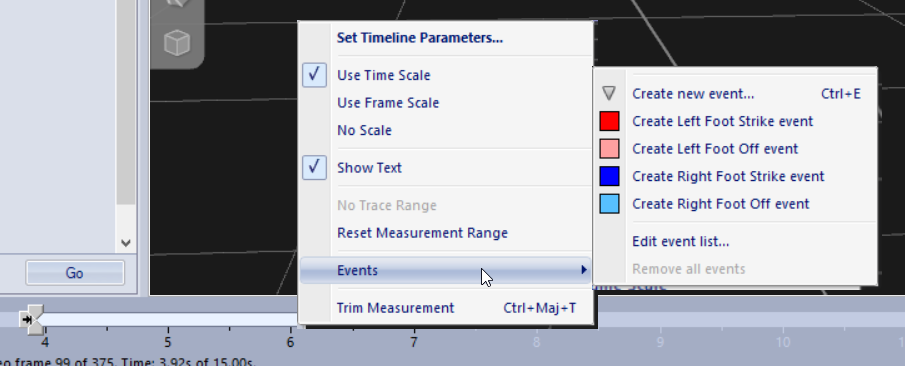 Set Timeline Parameters...
Use Time Scale
Use Frame Scale
No Scale
Show Text
No Trace Range
Reset Measurement Range
Events
Trim Measurement Ctrl+Maj+T
Create new event... Ctrl+E
Create Left Foot Strike event
Create Left Foot Off event
Create Right Foot Strike event
Create Right Foot Off event
Edit event list...
Remove all events
Go
4 5 6 7 8 9 10
frame 99 of 375. Time: 3.92s of 15.00s.